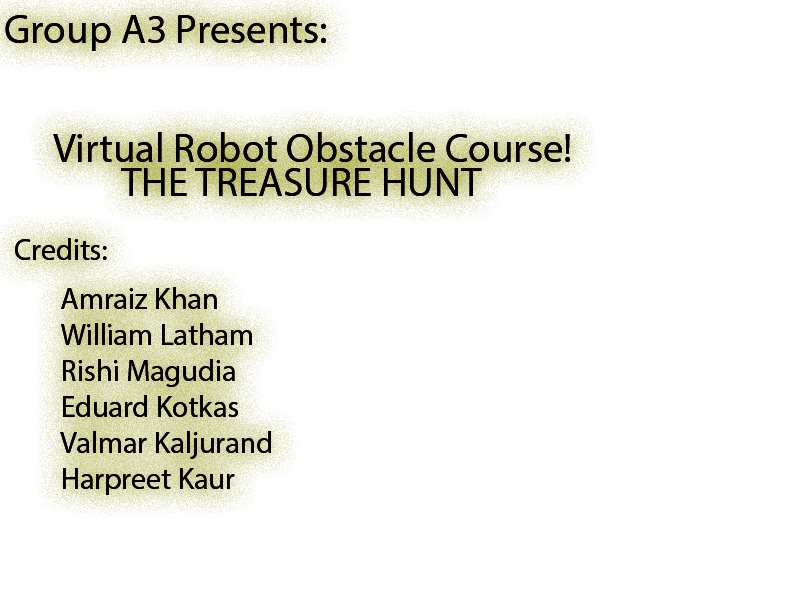 Group A3 Presents:
Virtual Robot Obstacle Course!
THE TREASURE HUNT
Credits:
Amraiz Khan
William Latham
Rishi Magudia
Eduard Kotkas
Valmar Kaljurand
Harpreet Kaur